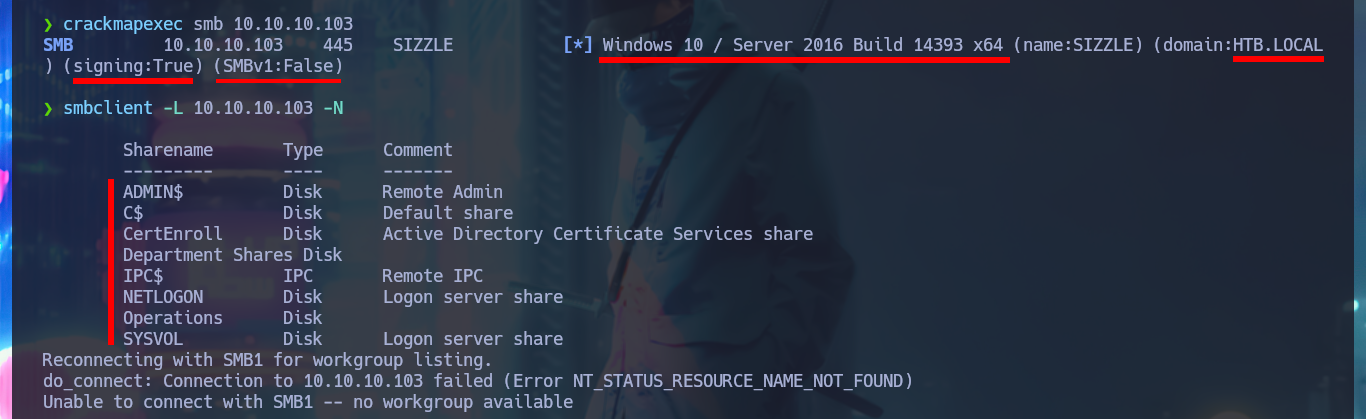 ❯ crackmapexec smb 10.10.10.103
SMB         10.10.10.103    445    SIZZLE           [*] Windows 10 / Server 2016 Build 14393 x64 (name:SIZZLE) (domain:HTB.LOCAL
) (signing:True) (SMBv1:False)
❯ smbclient -L 10.10.10.103 -N
Sharename       Type      Comment
---------       ----      -------
ADMIN$          Disk      Remote Admin
C$              Disk      Default share
CertEnroll      Disk      Active Directory Certificate Services share
Department Shares Disk
IPC$            IPC       Remote IPC
NETLOGON        Disk      Logon server share
Operations      Disk
SYSVOL          Disk      Logon server share
Reconnecting with SMB1 for workgroup listing.
do_connect: Connection to 10.10.10.103 failed (Error NT_STATUS_RESOURCE_NAME_NOT_FOUND)
Unable to connect with SMB1 -- no workgroup available